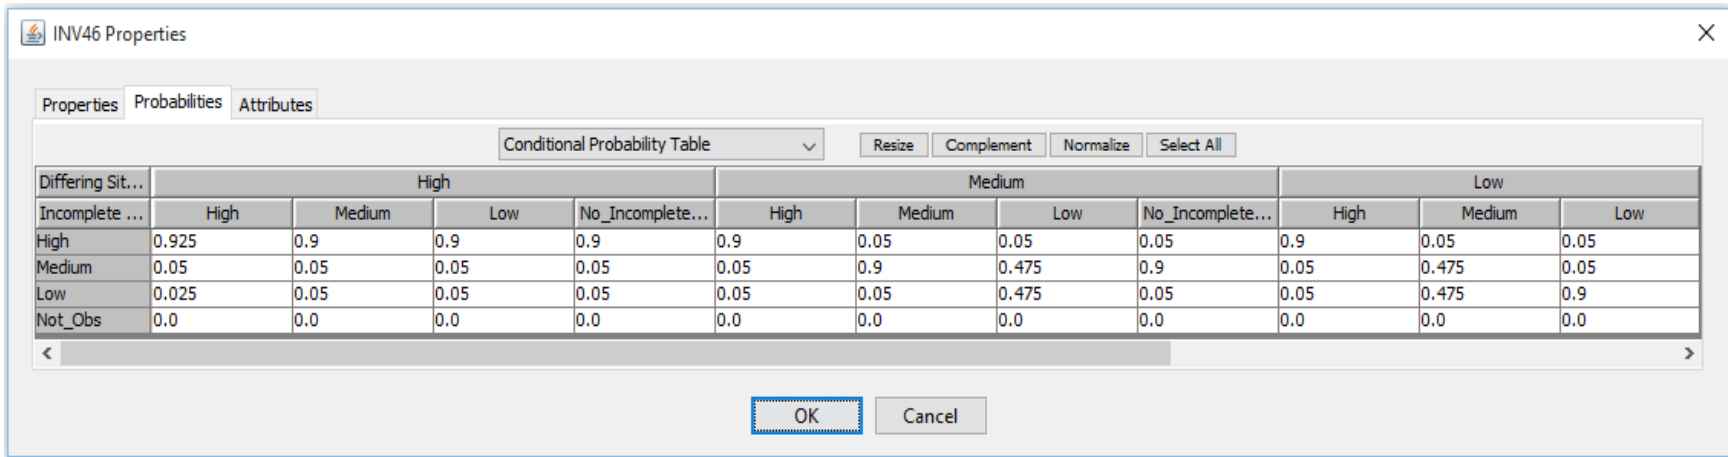 INV46 Properties
Properties Probabilities Attributes
Conditional Probability Table Resize Complement Normalize Select All
Differing Sit... High Medium Low
Incomplete ... High Medium Low No_Incomplete... High Medium Low No_Incomplete... High Medium Low
High 0.925 0.9 0.9 0.9 0.9 0.05 0.05 0.05 0.9 0.05 0.05
Medium 0.05 0.05 0.05 0.05 0.05 0.9 0.475 0.9 0.05 0.475 0.05
Low 0.025 0.05 0.05 0.05 0.05 0.05 0.475 0.05 0.05 0.475 0.9
Not_Obs 0.0 0.0 0.0 0.0 0.0 0.0 0.0 0.0 0.0 0.0 0.0
OK Cancel